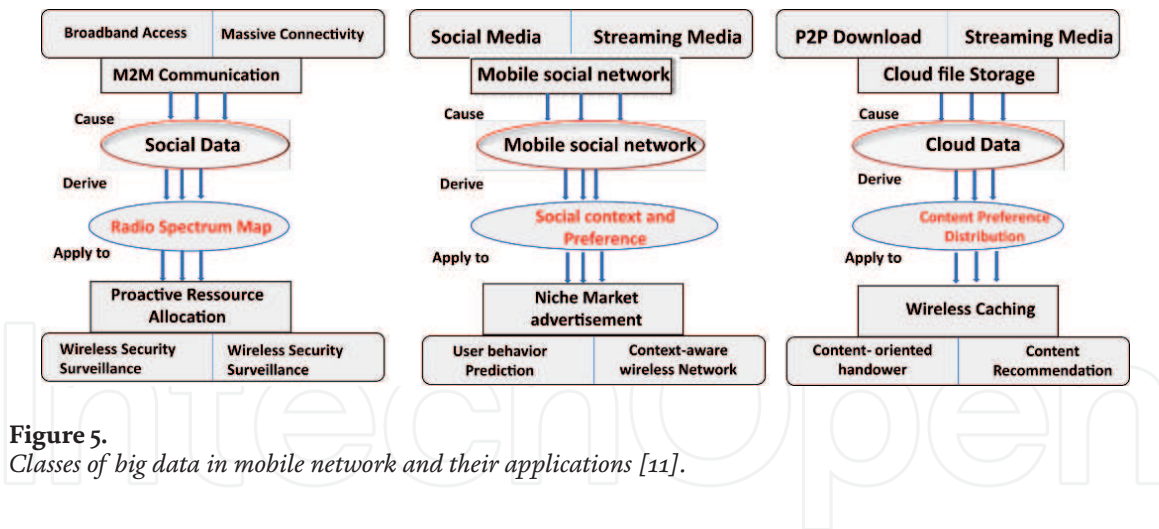 Broadband Access
Massive Connectivity
M2M Communication
Cause
Social Data
Derive
Radio Spectrum Map
Apply to
Proactive Ressource
Allocation
Wireless Security
Surveillance
Wireless Security
Surveillance
Social Media
Streaming Media
Mobile social network
Cause
Mobile social network
Derive
Social context and
Preference
Apply to
Niche Market
advertisement
User behavior
Prediction
Context-aware
wireless Network
P2P Download
Streaming Media
Cloud file Storage
Cause
Cloud Data
Derive
Content Preference
Distribution
Apply to
Wireless Caching
Content- oriented
handower
Content
Recommendation
IntechOpen
Figure 5.
Classes of big data in mobile network and their applications [11].